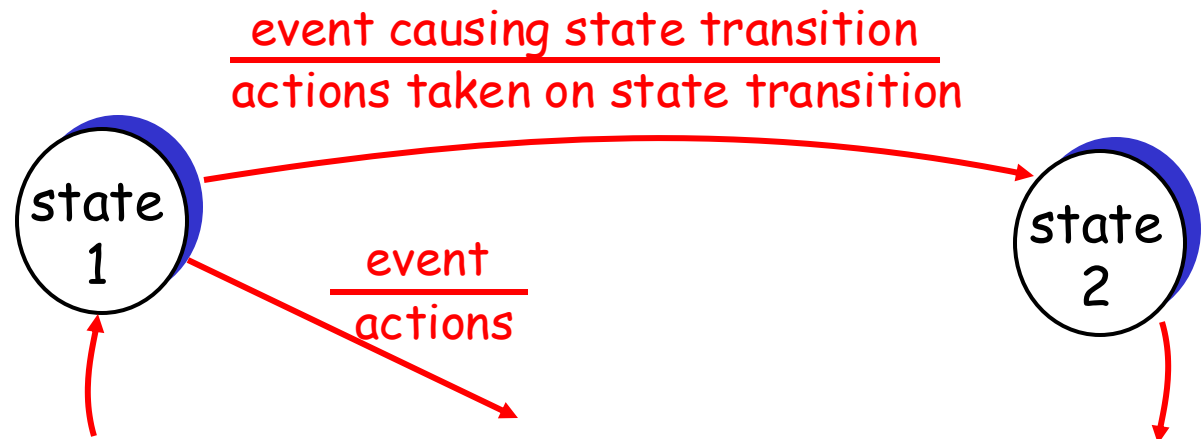 event causing state transition
actions taken on state transition
state
1
state
2
event
actions